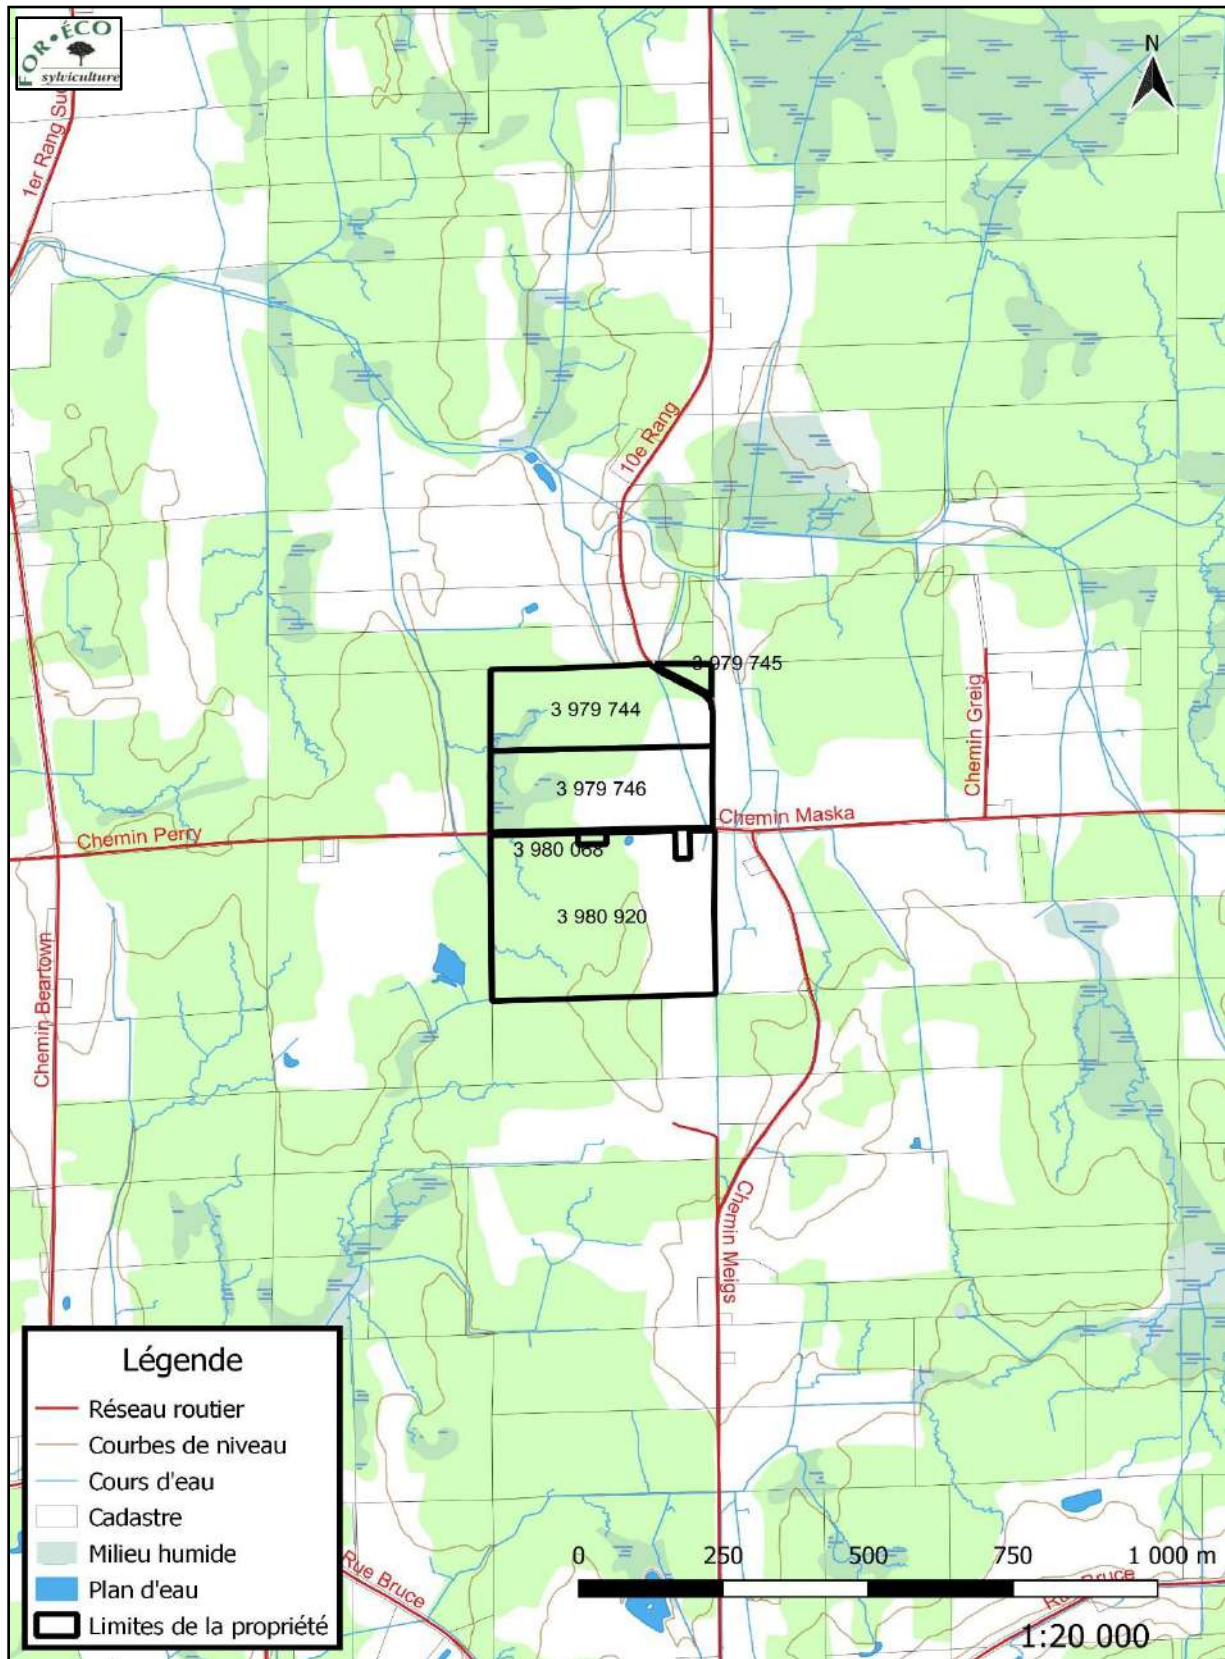 FOR•ÉCO
sylviculture
N
1er Rang Sud
10e Rang
3 979 745
3 979 744
Chemin Greig
3 979 746
Chemin Maska
Chemin Perry
3 980 068
3 980 920
Chemin Beartown
Chemin Meigs
Légende
Réseau routier
Courbes de niveau
Cours d'eau
Cadastre
Milieu humide
Plan d'eau
Limites de la propriété
Rue Bruce
0 250 500 750 1 000 m
Rue Bruce
1:20 000